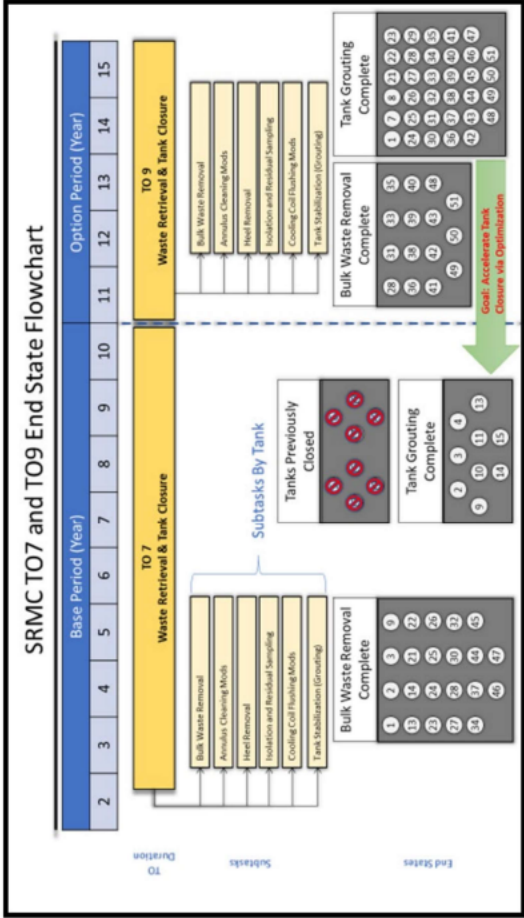 SRMC TO7 and TO9 End State Flowchart
Base Period (Year)
Option Period (Year)
2 3 4 5 6 7 8 9 10 11 12 13 14 15
TO Duration
TO 7
Waste Retrieval & Tank Closure
TO 9
Waste Retrieval & Tank Closure
Subtasks
Bulk Waste Removal
Annulus Cleaning Mods
Heel Removal
Isolation and Residual Sampling
Cooling Coil Flushing Mods
Tank Stabilization (Grouting)
Subtasks By Tank
Bulk Waste Removal
Annulus Cleaning Mods
Heel Removal
Isolation and Residual Sampling
Cooling Coil Flushing Mods
Tank Stabilization (Grouting)
End States
Bulk Waste Removal
Complete
1 2 3 9
13 14 21 22
23 24 25 26
27 28 30 32
34 37 44 45
46 47
Tanks Previously
Closed
Tank Grouting
Complete
2 3 4
9 10 11 13
14 15
Bulk Waste Removal
Complete
28 31 33 35
36 38 39 40
41 42 43 48
49 50 51
Tank Grouting
Complete
1 7 8 21 22 23
24 25 26 27 28 29
30 31 32 33 34 35
36 37 38 39 40 41
42 43 44 45 46 47
48 49 50 51
Goal: Accelerate Tank
Closure via Optimization